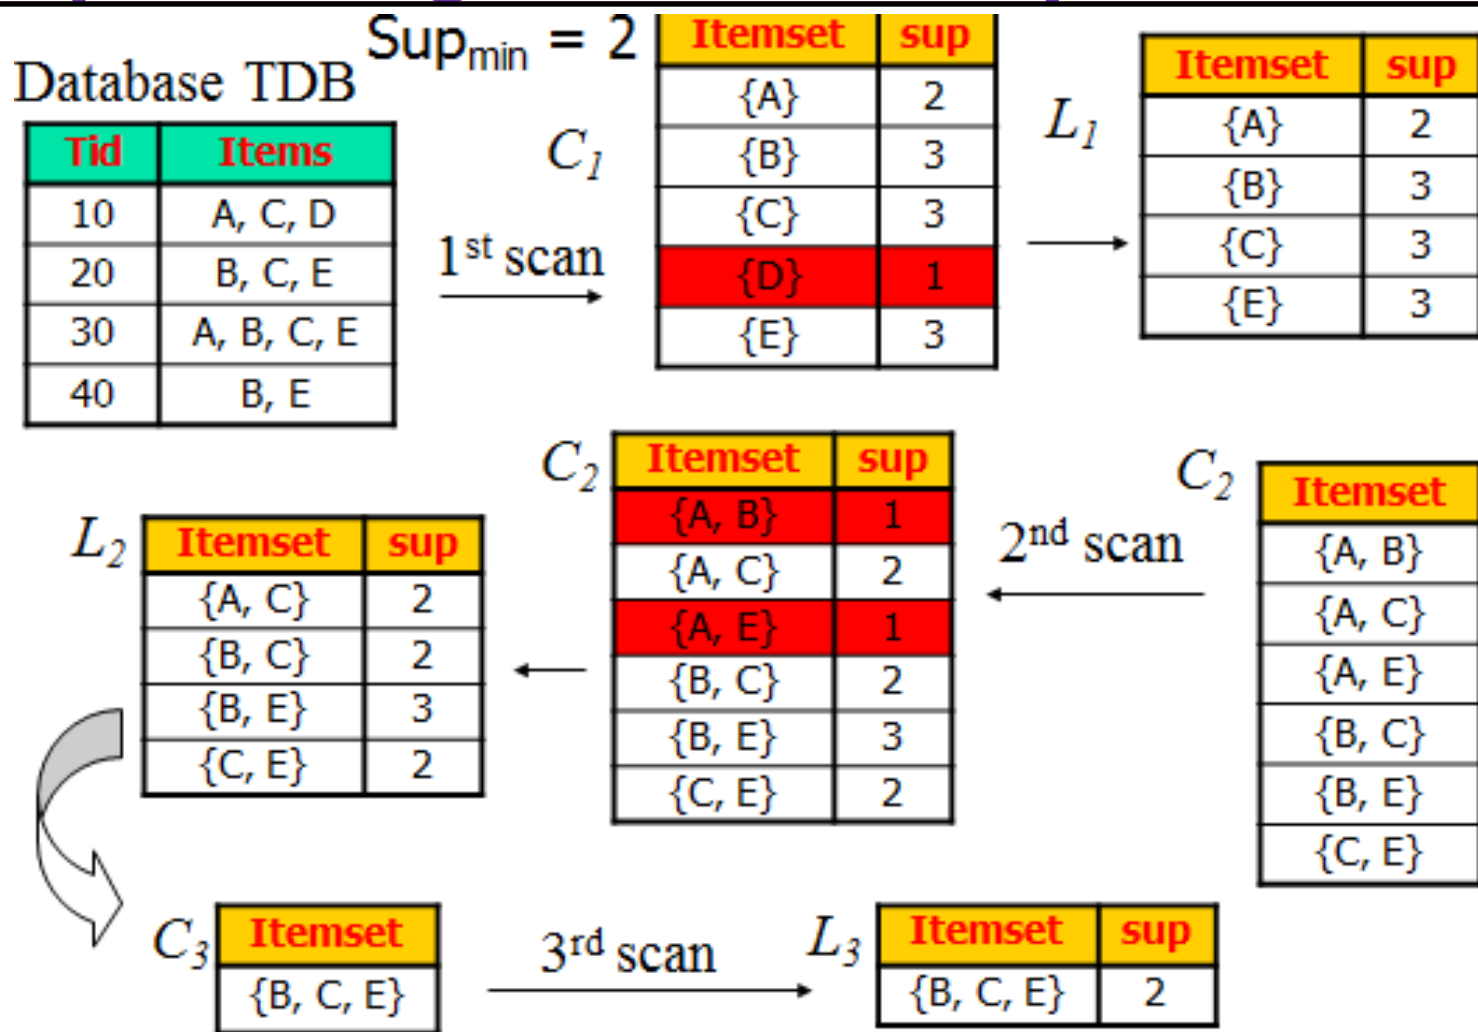 Sup_min = 2
Database TDB
Tid Items
10 A, C, D
20 B, C, E
30 A, B, C, E
40 B, E
1st scan
C1
Itemset sup
{A} 2
{B} 3
{C} 3
{D} 1
{E} 3
L1
Itemset sup
{A} 2
{B} 3
{C} 3
{E} 3
C2
Itemset
{A, B}
{A, C}
{A, E}
{B, C}
{B, E}
{C, E}
2nd scan
C2
Itemset sup
{A, B} 1
{A, C} 2
{A, E} 1
{B, C} 2
{B, E} 3
{C, E} 2
L2
Itemset sup
{A, C} 2
{B, C} 2
{B, E} 3
{C, E} 2
C3
Itemset
{B, C, E}
3rd scan
L3
Itemset sup
{B, C, E} 2